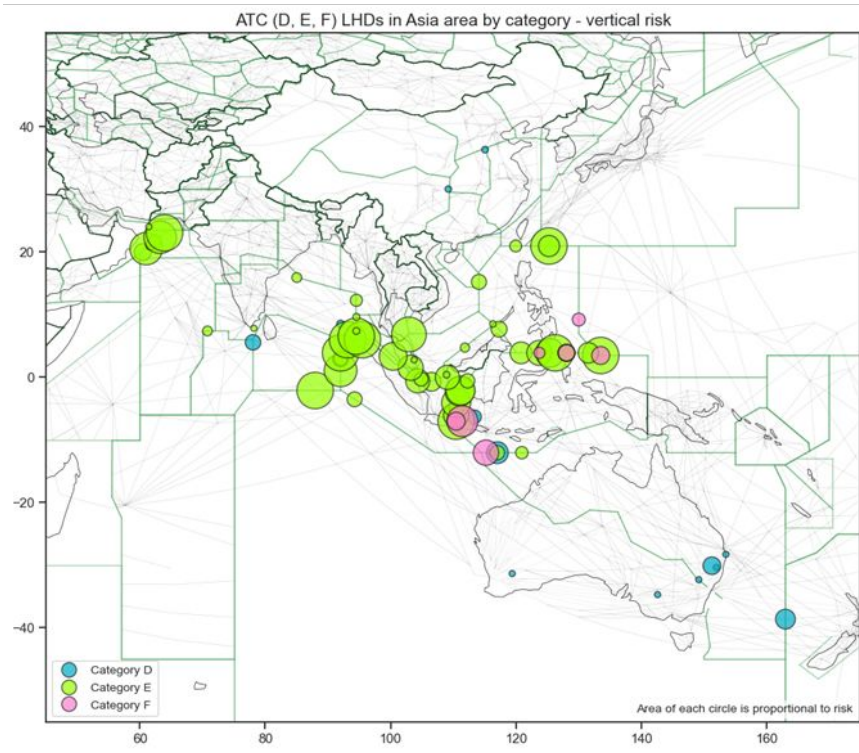 ATC (D, E, F) LHDs in Asia area by category - vertical risk
40
20
0
−20
−40
Category D
Category E
Category F
Area of each circle is proportional to risk
60
80
100
120
140
160